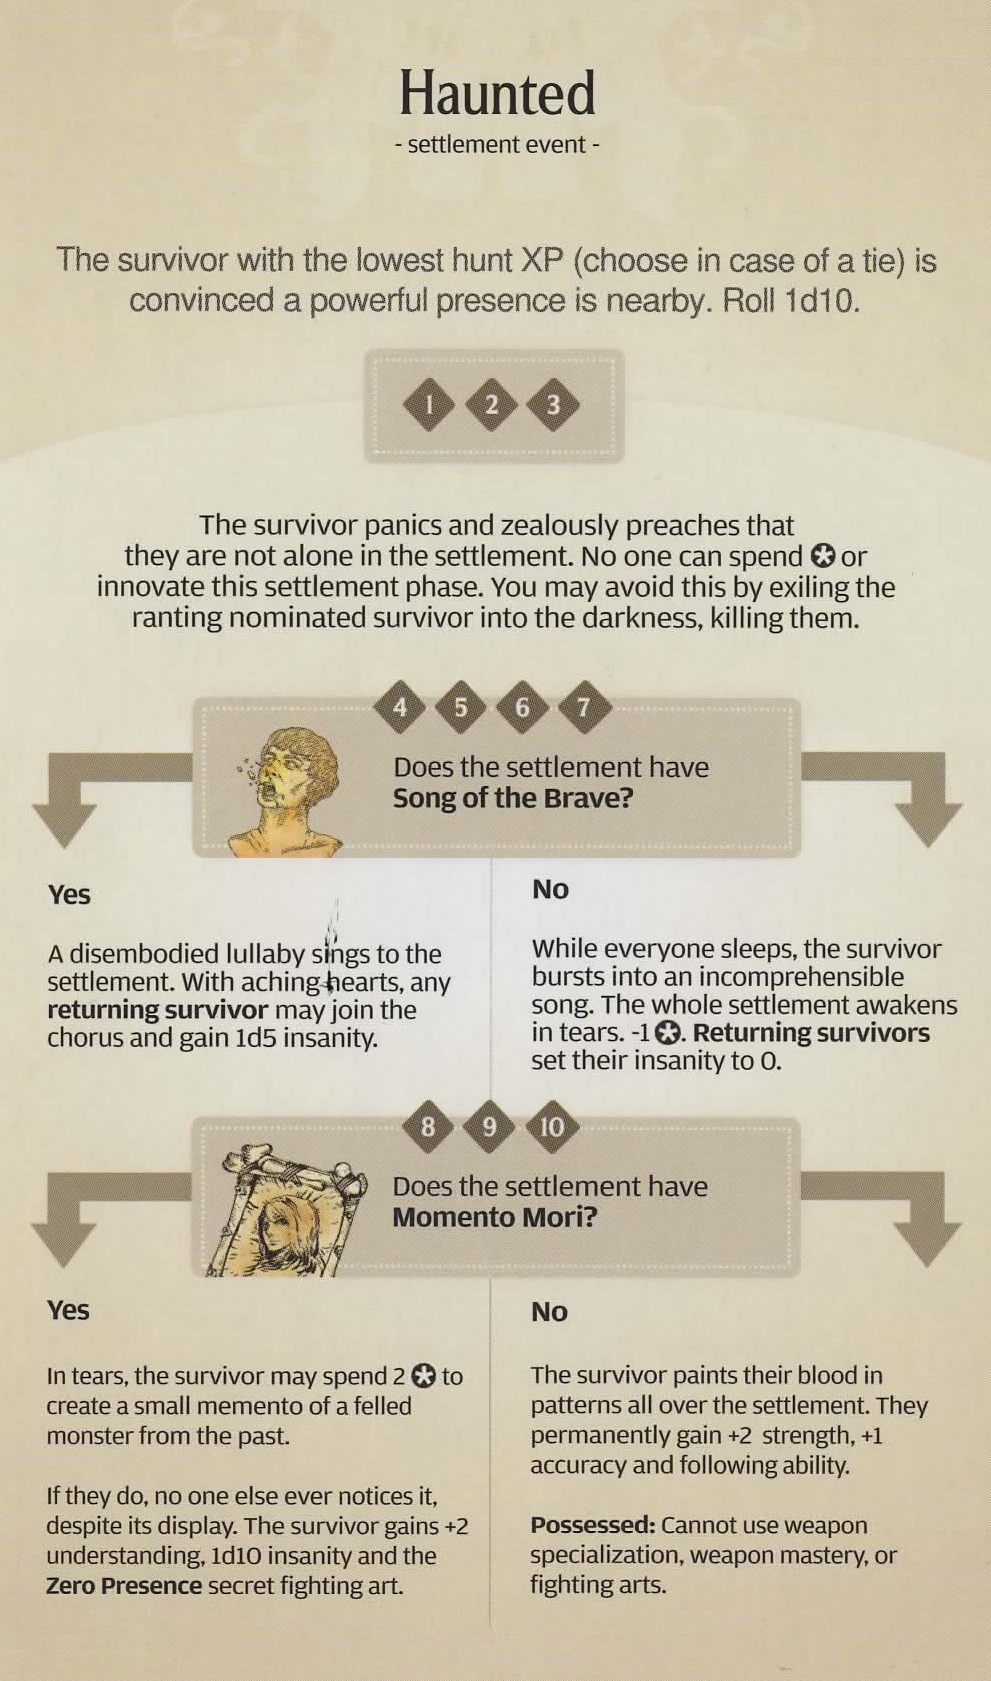 Haunted
- settlement event -
The survivor with the lowest hunt XP (choose in case of a tie) is
convinced a powerful presence is nearby. Roll 1d10.
1 2 3
The survivor panics and zealously preaches that
they are not alone in the settlement. No one can spend or
innovate this settlement phase. You may avoid this by exiling the
ranting nominated survivor into the darkness, killing them.
4 5 6 7
Does the settlement have
Song of the Brave?
Yes
A disembodied lullaby sings to the
settlement. With aching hearts, any
returning survivor may join the
chorus and gain 1d5 insanity.
No
While everyone sleeps, the survivor
bursts into an incomprehensible
song. The whole settlement awakens
in tears. -1 . Returning survivors
set their insanity to 0.
8 9 10
Does the settlement have
Momento Mori?
Yes
In tears, the survivor may spend 2 to
create a small memento of a felled
monster from the past.
If they do, no one else ever notices it,
despite its display. The survivor gains +2
understanding, 1d10 insanity and the
Zero Presence secret fighting art.
No
The survivor paints their blood in
patterns all over the settlement. They
permanently gain +2 strength, +1
accuracy and following ability.
Possessed: Cannot use weapon
specialization, weapon mastery, or
fighting arts.